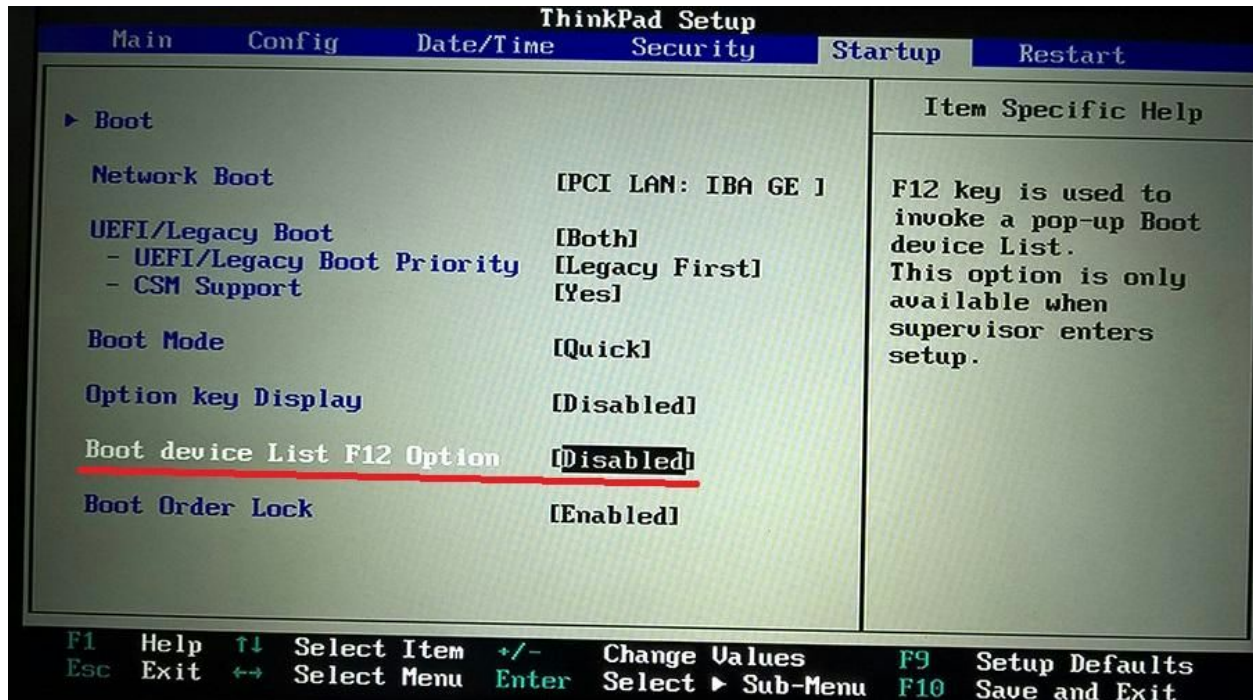 ThinkPad Setup
Main Config Date/Time Security Startup Restart
▶ Boot
Network Boot [PCI LAN: IBA GE ]
UEFI/Legacy Boot [Both]
- UEFI/Legacy Boot Priority [Legacy First]
- CSM Support [Yes]
Boot Mode [Quick]
Option key Display [Disabled]
Boot device List F12 Option [Disabled]
Boot Order Lock [Enabled]
Item Specific Help
F12 key is used to
invoke a pop-up Boot
device List.
This option is only
available when
supervisor enters
setup.
F1 Help ↑↓ Select Item +/- Change Values F9 Setup Defaults
Esc Exit ↔ Select Menu Enter Select ▶ Sub-Menu F10 Save and Exit